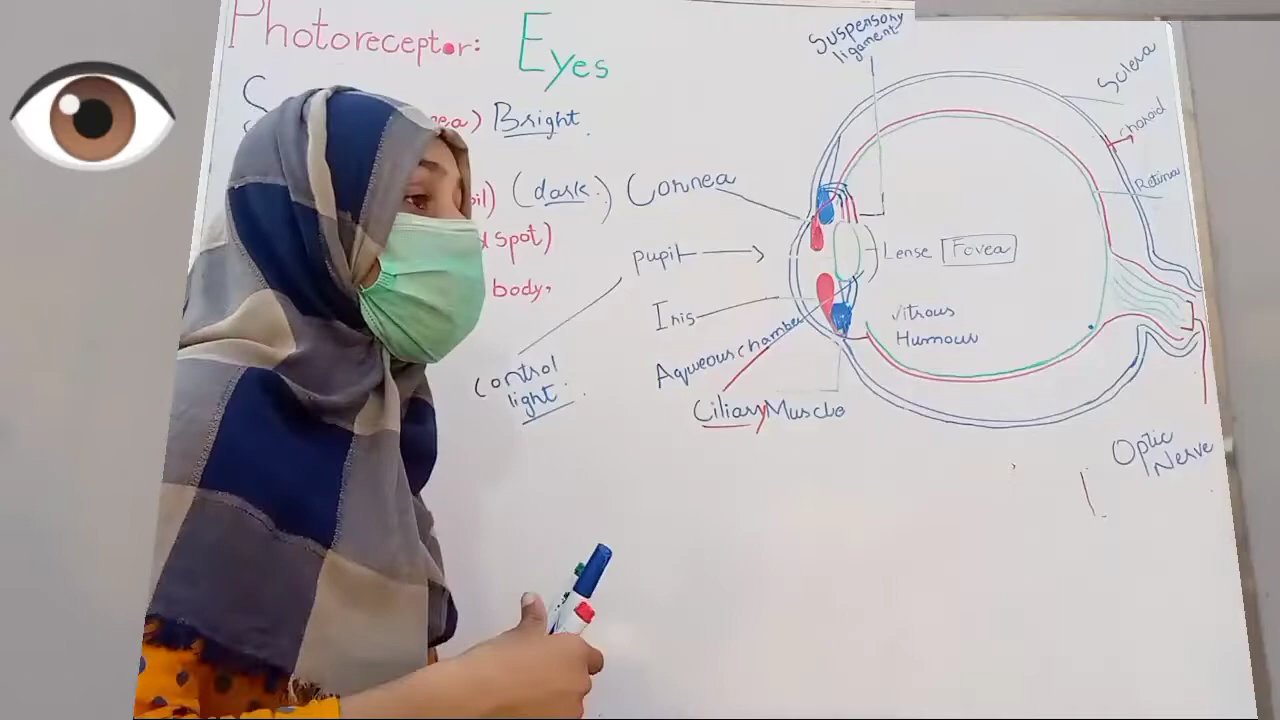 Photoreceptor: Eyes
Bright
(dark.)
spot)
body,
Suspensory
ligament
Sclera
Choroid
Retina
Cornea
Pupil
Lense Fovea
Iris
Vitrous
Humous
Aqueous chamber
Ciliary Muscle
control
light.
Optic
Nerve